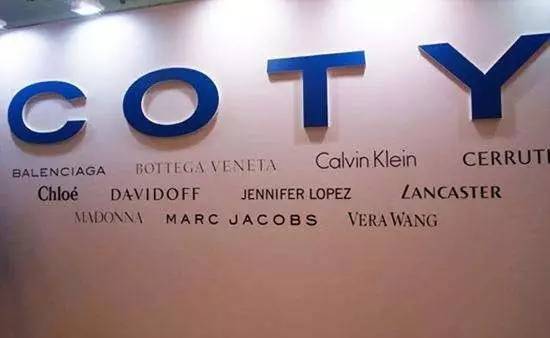 COTY
BALENCIAGA BOTTEGA VENETA Calvin Klein CERRUTI
Chloé DAVIDOFF JENNIFER LOPEZ LANCASTER
MADONNA MARC JACOBS VERA WANG